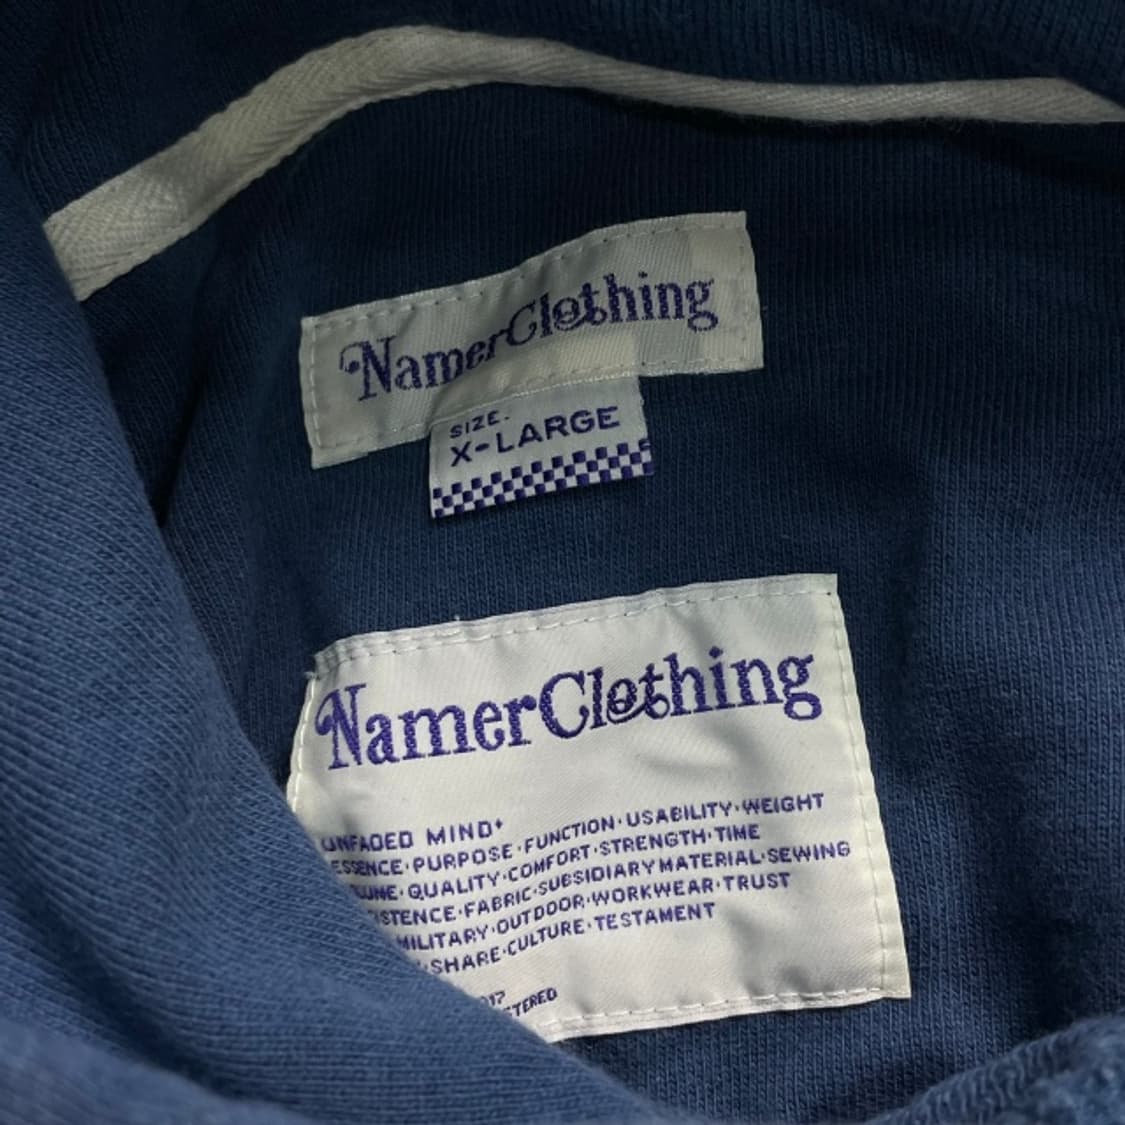 NamerClothing
SIZE.
X-LARGE
NamerClothing
UNFADED MIND+
ESSENCE·PURPOSE·FUNCTION·USABILITY·WEIGHT
QUALITY·COMFORT·STRENGTH·TIME
FABRIC·SUBSIDIARY MATERIAL·SEWING
MILITARY·OUTDOOR·WORKWEAR·TRUST
SHARE·CULTURE·TESTAMENT